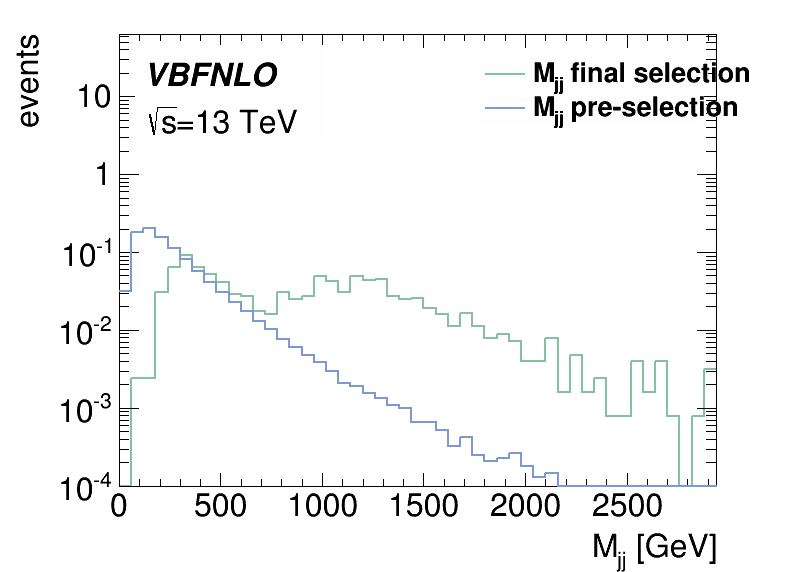 events
VBFNLO
√s=13 TeV
M_jj final selection
M_jj pre-selection
10
1
10^-1
10^-2
10^-3
10^-4
0 500 1000 1500 2000 2500
M_jj [GeV]